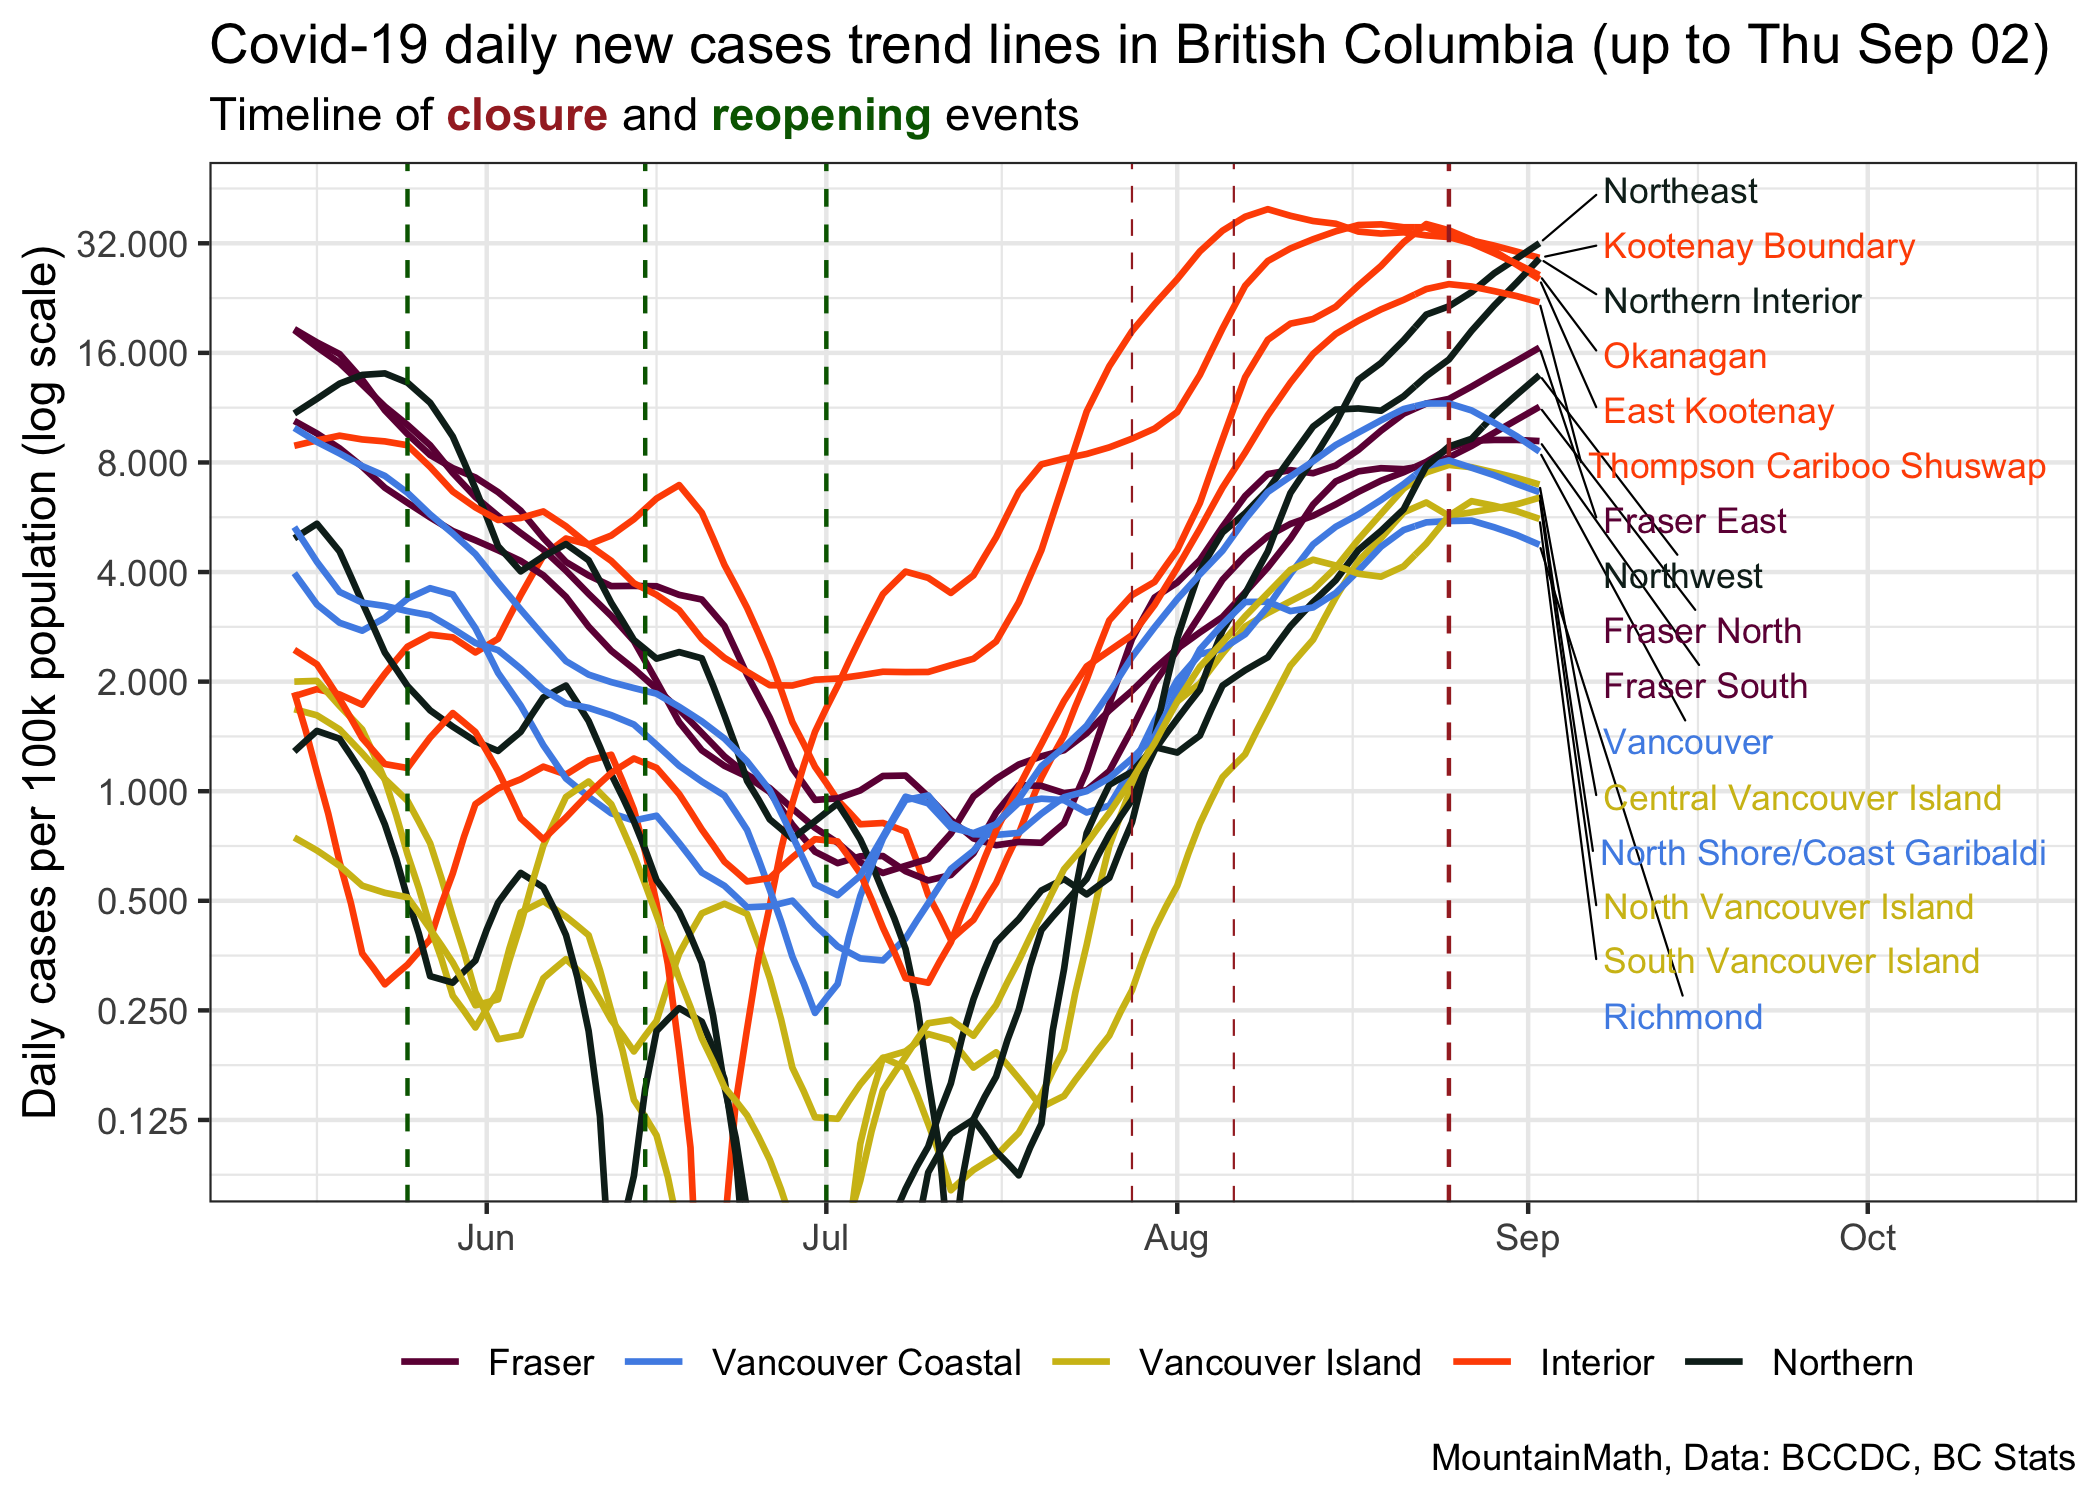 Covid-19 daily new cases trend lines in British Columbia (up to Thu Sep 02)
Timeline of closure and reopening events
Daily cases per 100k population (log scale)
32.000
16.000
8.000
4.000
2.000
1.000
0.500
0.250
0.125
Northeast
Kootenay Boundary
Northern Interior
Okanagan
East Kootenay
Thompson Cariboo Shuswap
Fraser East
Northwest
Fraser North
Fraser South
Vancouver
Central Vancouver Island
North Shore/Coast Garibaldi
North Vancouver Island
South Vancouver Island
Richmond
Jun Jul Aug Sep Oct
Fraser Vancouver Coastal Vancouver Island Interior Northern
MountainMath, Data: BCCDC, BC Stats